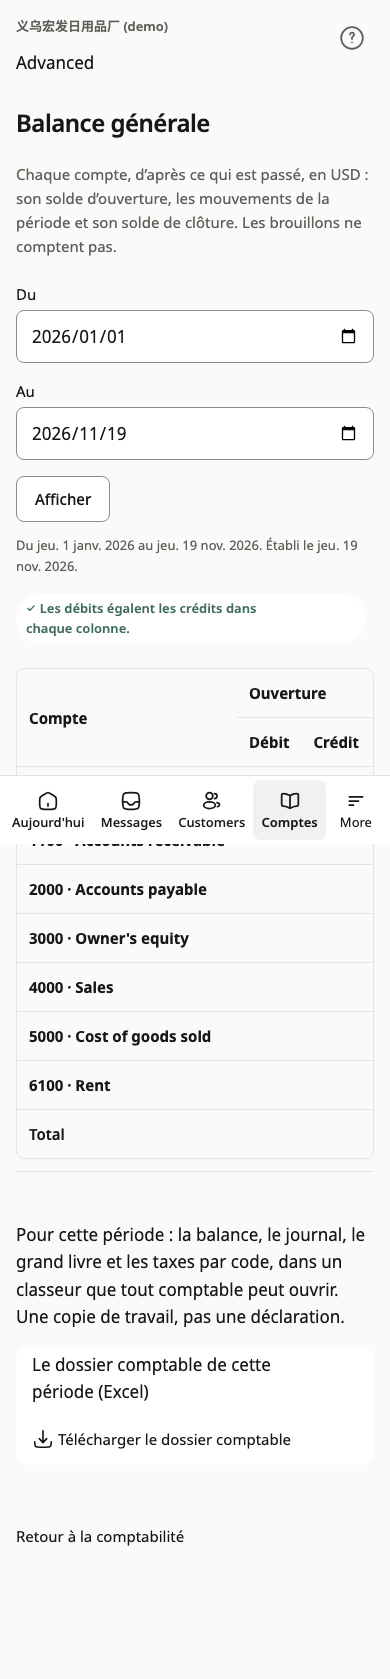 义乌宏发日用品厂 (demo)
Advanced
Balance générale
Chaque compte, d’après ce qui est passé, en USD :
son solde d’ouverture, les mouvements de la
période et son solde de clôture. Les brouillons ne
comptent pas.
Du
2026/01/01
Au
2026/11/19
Afficher
Du jeu. 1 janv. 2026 au jeu. 19 nov. 2026. Établi le jeu. 19
nov. 2026.
✓ Les débits égalent les crédits dans
chaque colonne.
Ouverture
Compte
Débit Crédit
Aujourd'hui Messages Customers Comptes More
2000 · Accounts payable
3000 · Owner's equity
4000 · Sales
5000 · Cost of goods sold
6100 · Rent
Total
Pour cette période : la balance, le journal, le
grand livre et les taxes par code, dans un
classeur que tout comptable peut ouvrir.
Une copie de travail, pas une déclaration.
Le dossier comptable de cette
période (Excel)
Télécharger le dossier comptable
Retour à la comptabilité